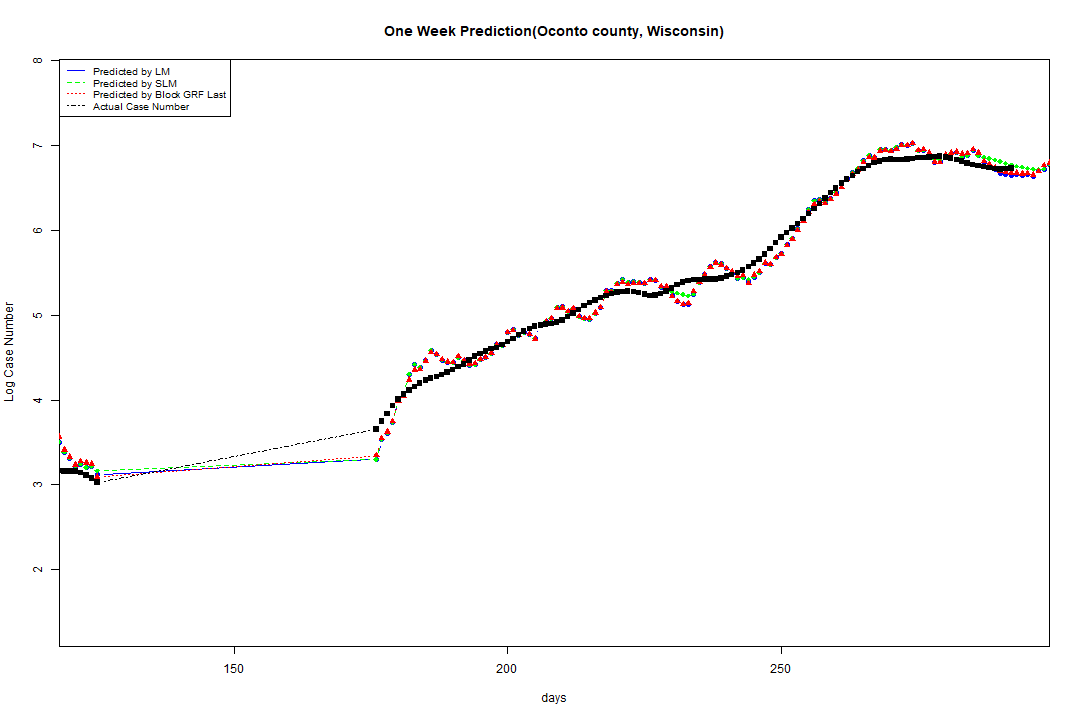 One Week Prediction(Oconto county, Wisconsin)
Predicted by LM
Predicted by SLM
Predicted by Block GRF Last
Actual Case Number
8
7
6
5
4
3
2
Log Case Number
150
200
250
days